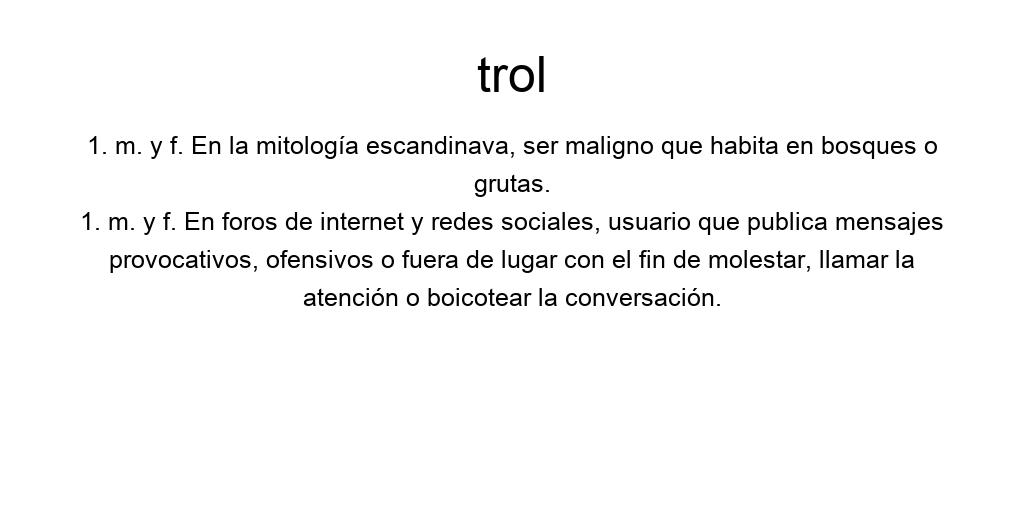 trol
1. m. y f. En la mitología escandinava, ser maligno que habita en bosques o
grutas.
1. m. y f. En foros de internet y redes sociales, usuario que publica mensajes
provocativos, ofensivos o fuera de lugar con el fin de molestar, llamar la
atención o boicotear la conversación.